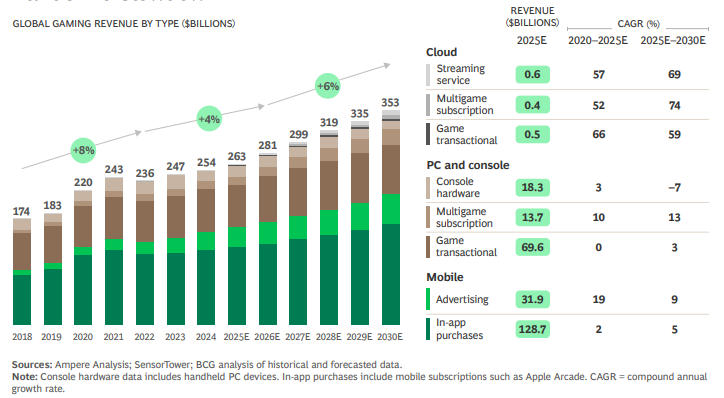 GLOBAL GAMING REVENUE BY TYPE ($BILLIONS)
REVENUE
($BILLIONS)
CAGR (%)
2025E
2020–2025E
2025E–2030E
Cloud
Streaming
service
0.6
57
69
Multigame
subscription
0.4
52
74
Game
transactional
0.5
66
59
PC and console
Console
hardware
18.3
3
–7
Multigame
subscription
13.7
10
13
Game
transactional
69.6
0
3
Mobile
Advertising
31.9
19
9
In-app
purchases
128.7
2
5
+8%
+4%
+6%
174
183
220
243
236
247
254
263
281
299
319
335
353
2018
2019
2020
2021
2022
2023
2024
2025E
2026E
2027E
2028E
2029E
2030E
Sources: Ampere Analysis; SensorTower; BCG analysis of historical and forecasted data.
Note: Console hardware data includes handheld PC devices. In-app purchases include mobile subscriptions such as Apple Arcade. CAGR = compound annual
growth rate.